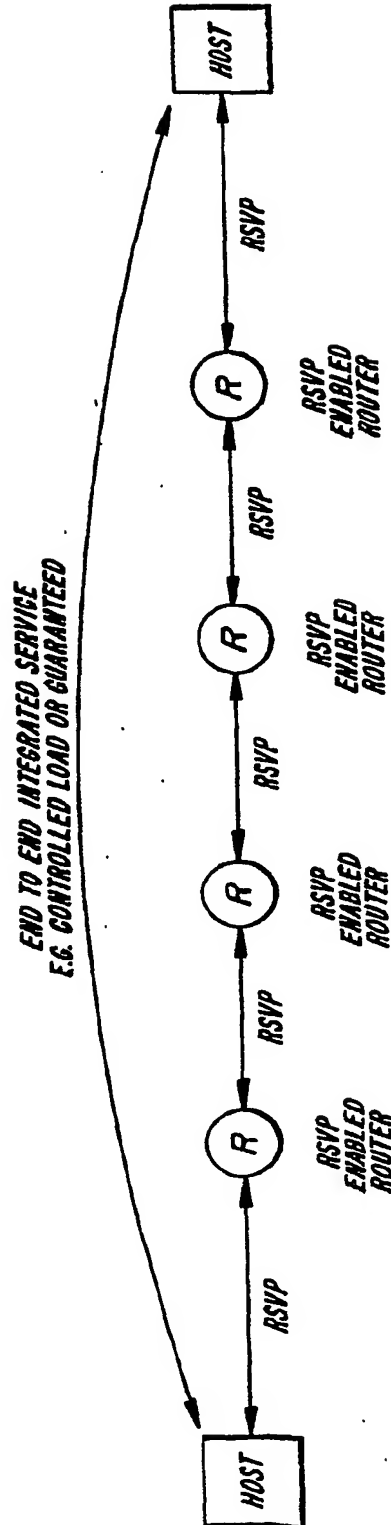 END TO END INTEGRATED SERVICE
E.G. CONTROLLED LOAD OR GUARANTEED
HOST
RSVP
R
RSVP
R
RSVP
R
RSVP
R
RSVP
HOST
RSVP
ENABLED
ROUTER
RSVP
ENABLED
ROUTER
RSVP
ENABLED
ROUTER
RSVP
ENABLED
ROUTER